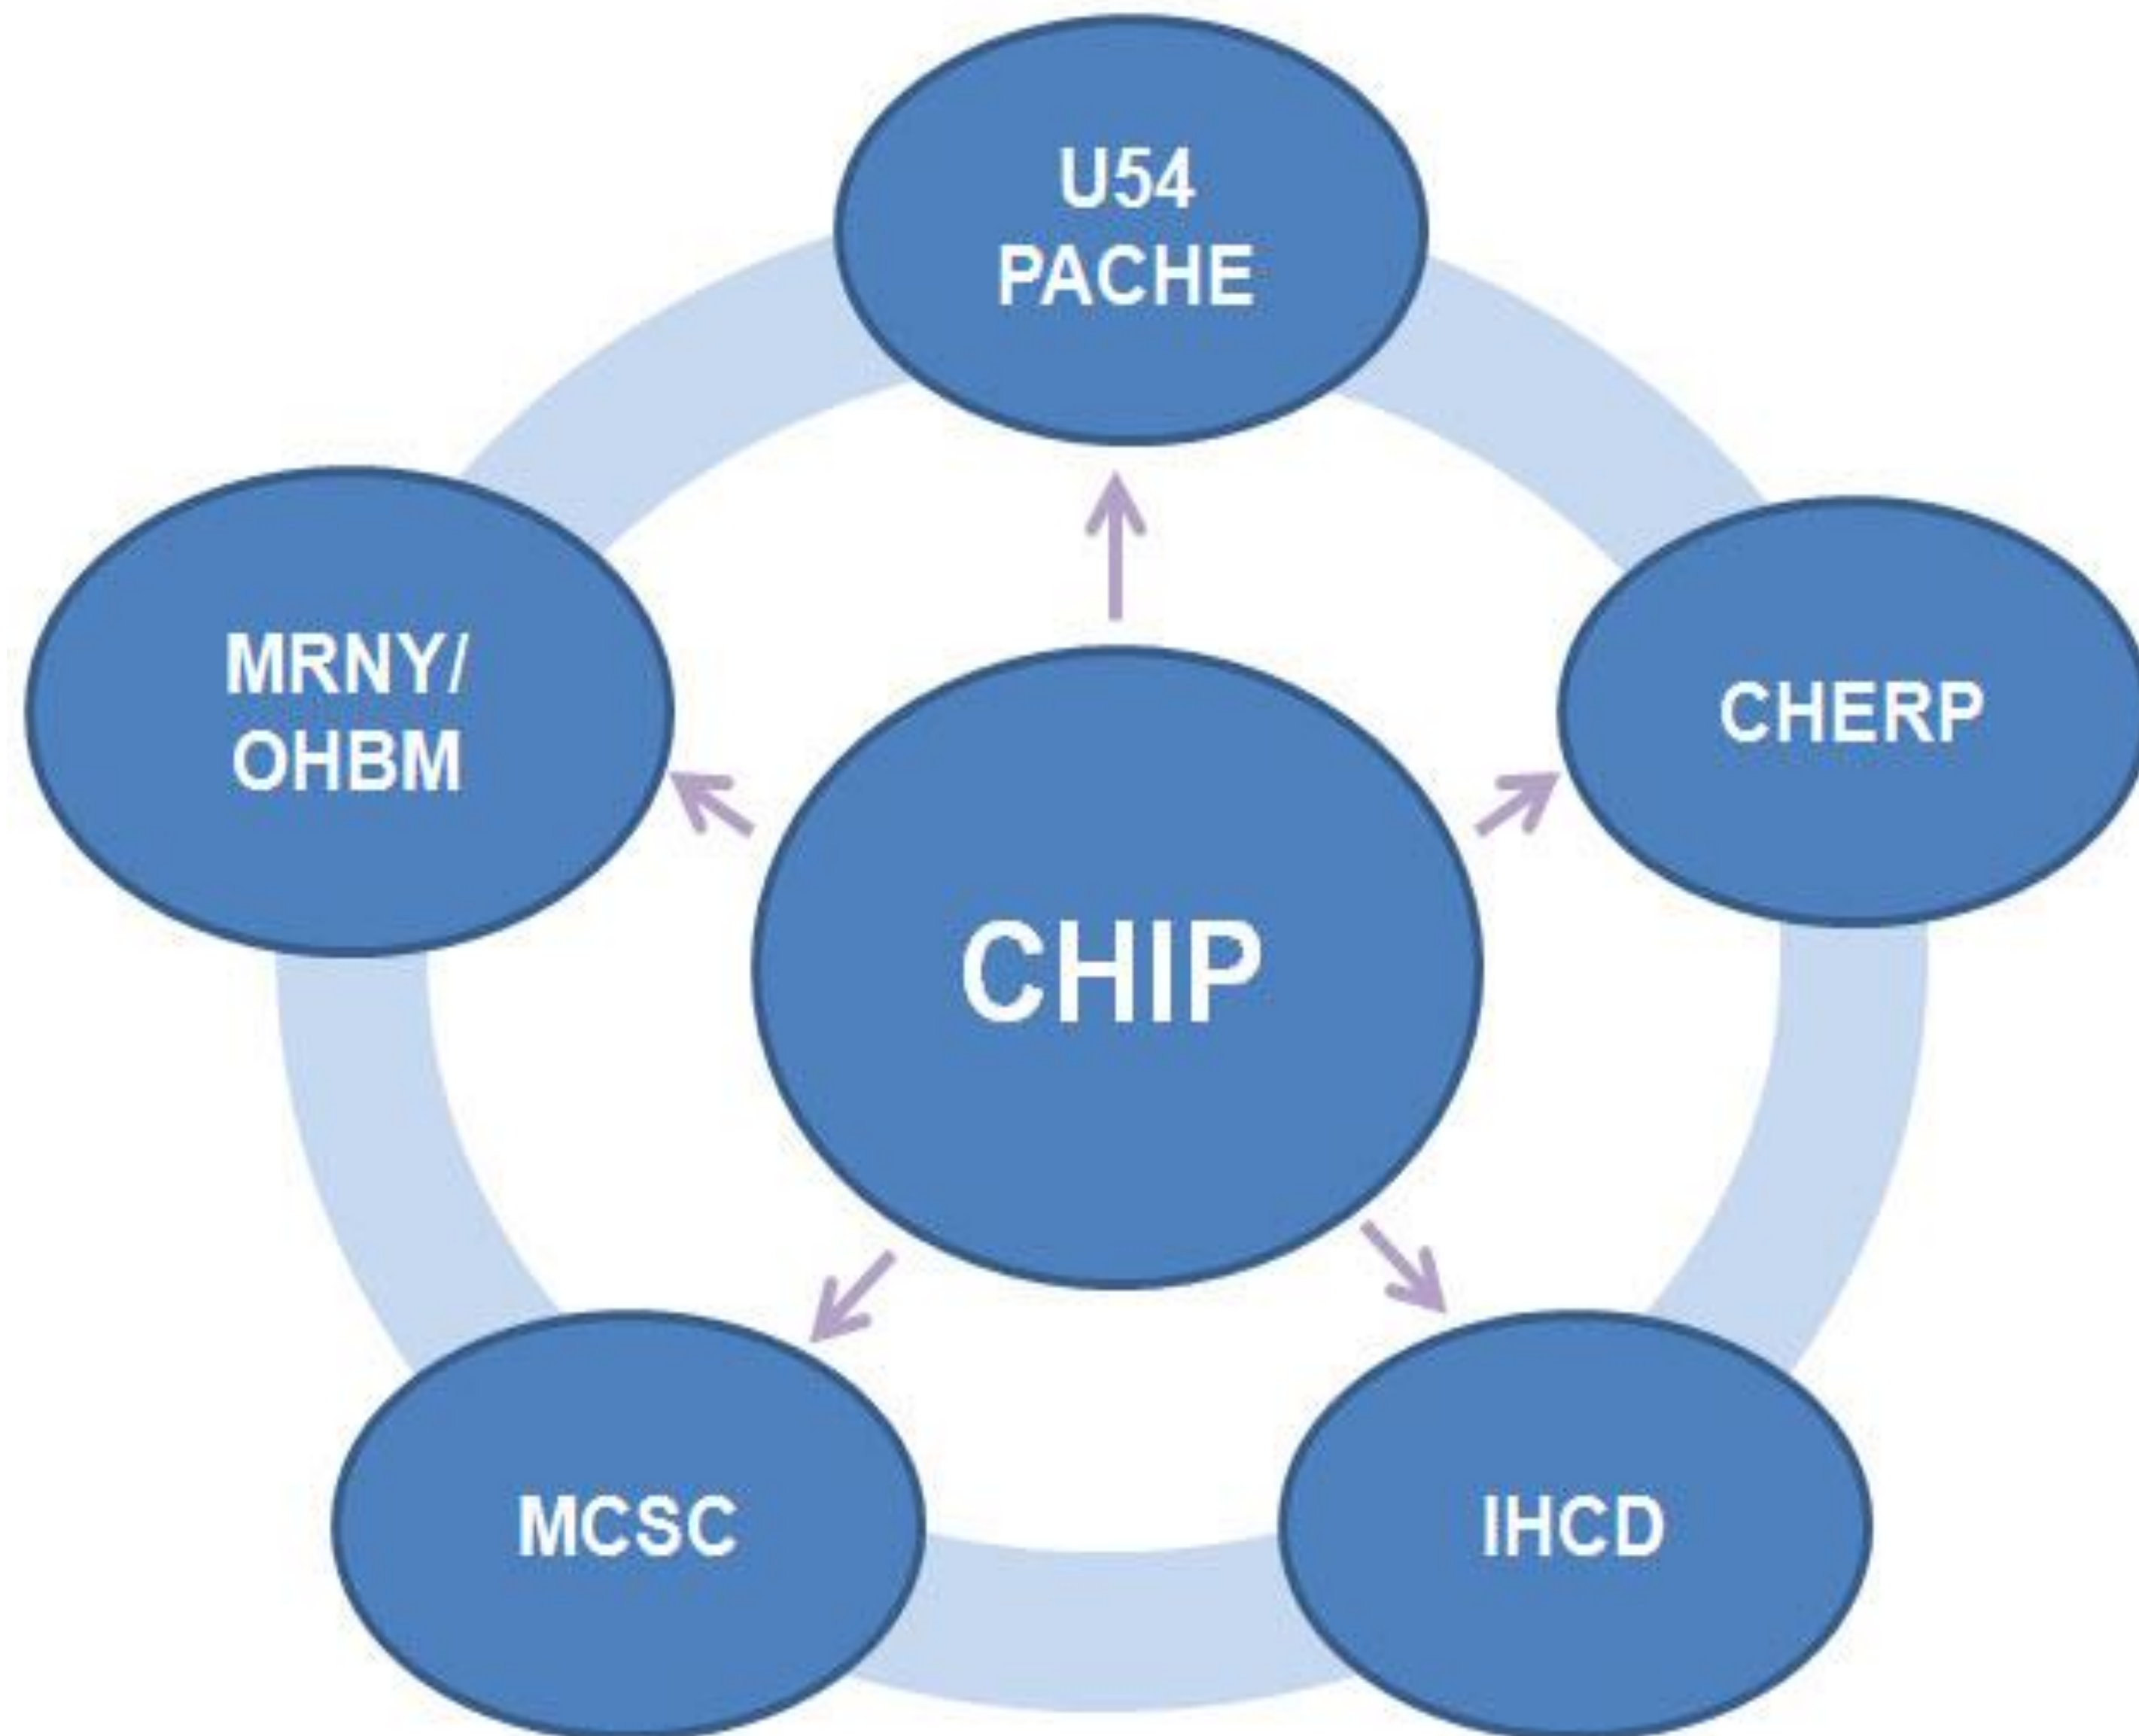 U54
PACHE
MRNY/
OHBM
CHERP
CHIP
MCSC
IHCD